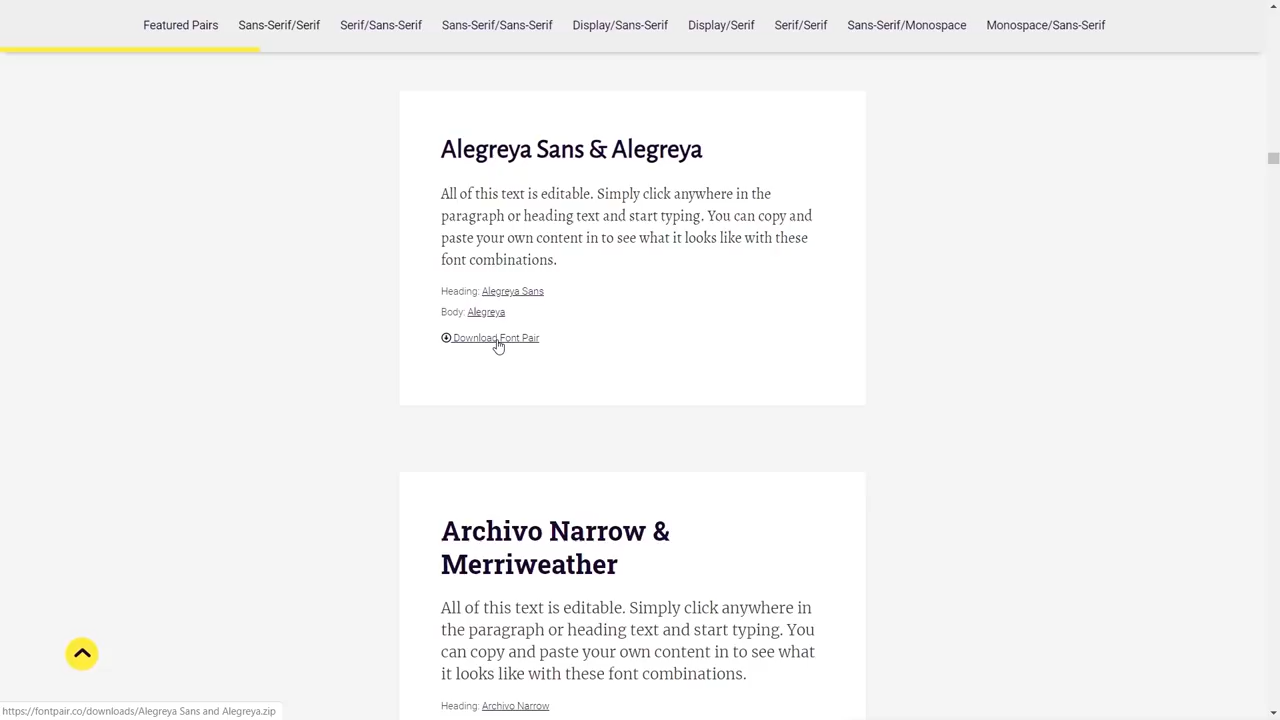 Featured Pairs Sans-Serif/Serif Serif/Sans-Serif Sans-Serif/Sans-Serif Display/Sans-Serif Display/Serif Serif/Serif Sans-Serif/Monospace Monospace/Sans-Serif
Alegreya Sans & Alegreya
All of this text is editable. Simply click anywhere in the
paragraph or heading text and start typing. You can copy and
paste your own content in to see what it looks like with these
font combinations.
Heading: Alegreya Sans
Body: Alegreya
Download Font Pair
Archivo Narrow &
Merriweather
All of this text is editable. Simply click anywhere in
the paragraph or heading text and start typing. You
can copy and paste your own content in to see what
it looks like with these font combinations.
Heading: Archivo Narrow
https://fontpair.co/downloads/Alegreya Sans and Alegreya.zip